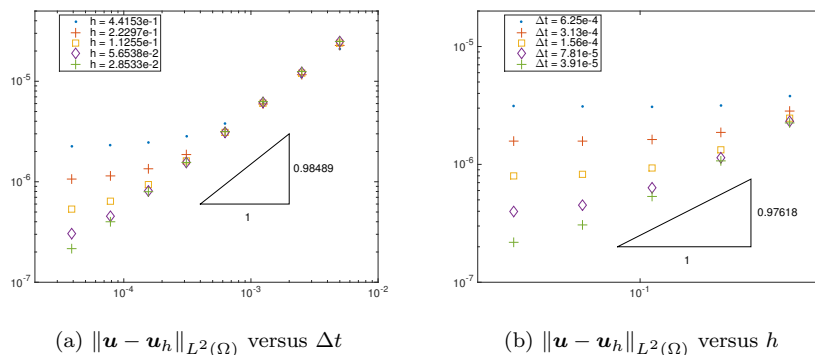 h = 4.4153e-1
h = 2.2297e-1
h = 1.1255e-1
h = 5.6538e-2
h = 2.8533e-2
10^-5
10^-6
10^-7
10^-4
10^-3
10^-2
0.98489
1
(a) ‖u − u_h‖_{L²(Ω)} versus Δt
Δt = 6.25e-4
Δt = 3.13e-4
Δt = 1.56e-4
Δt = 7.81e-5
Δt = 3.91e-5
10^-5
10^-6
10^-7
10^-1
0.97618
1
(b) ‖u − u_h‖_{L²(Ω)} versus h